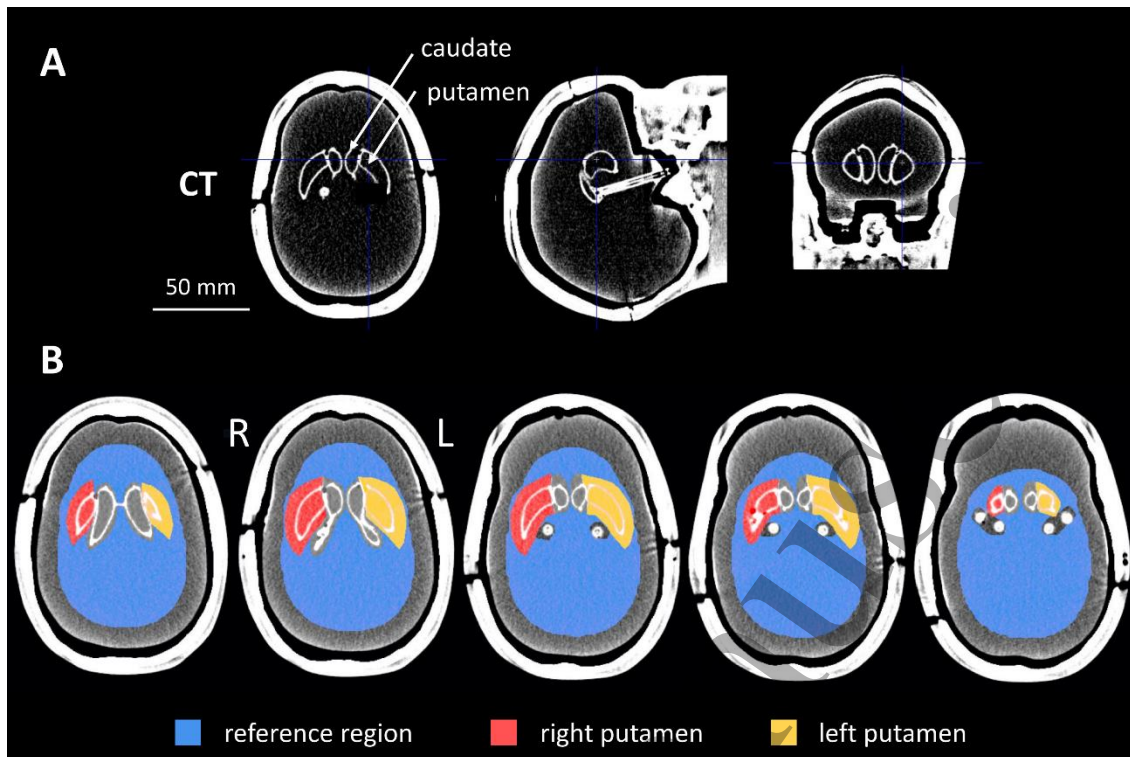 A
caudate
putamen
CT
50 mm
B
R
L
reference region
right putamen
left putamen